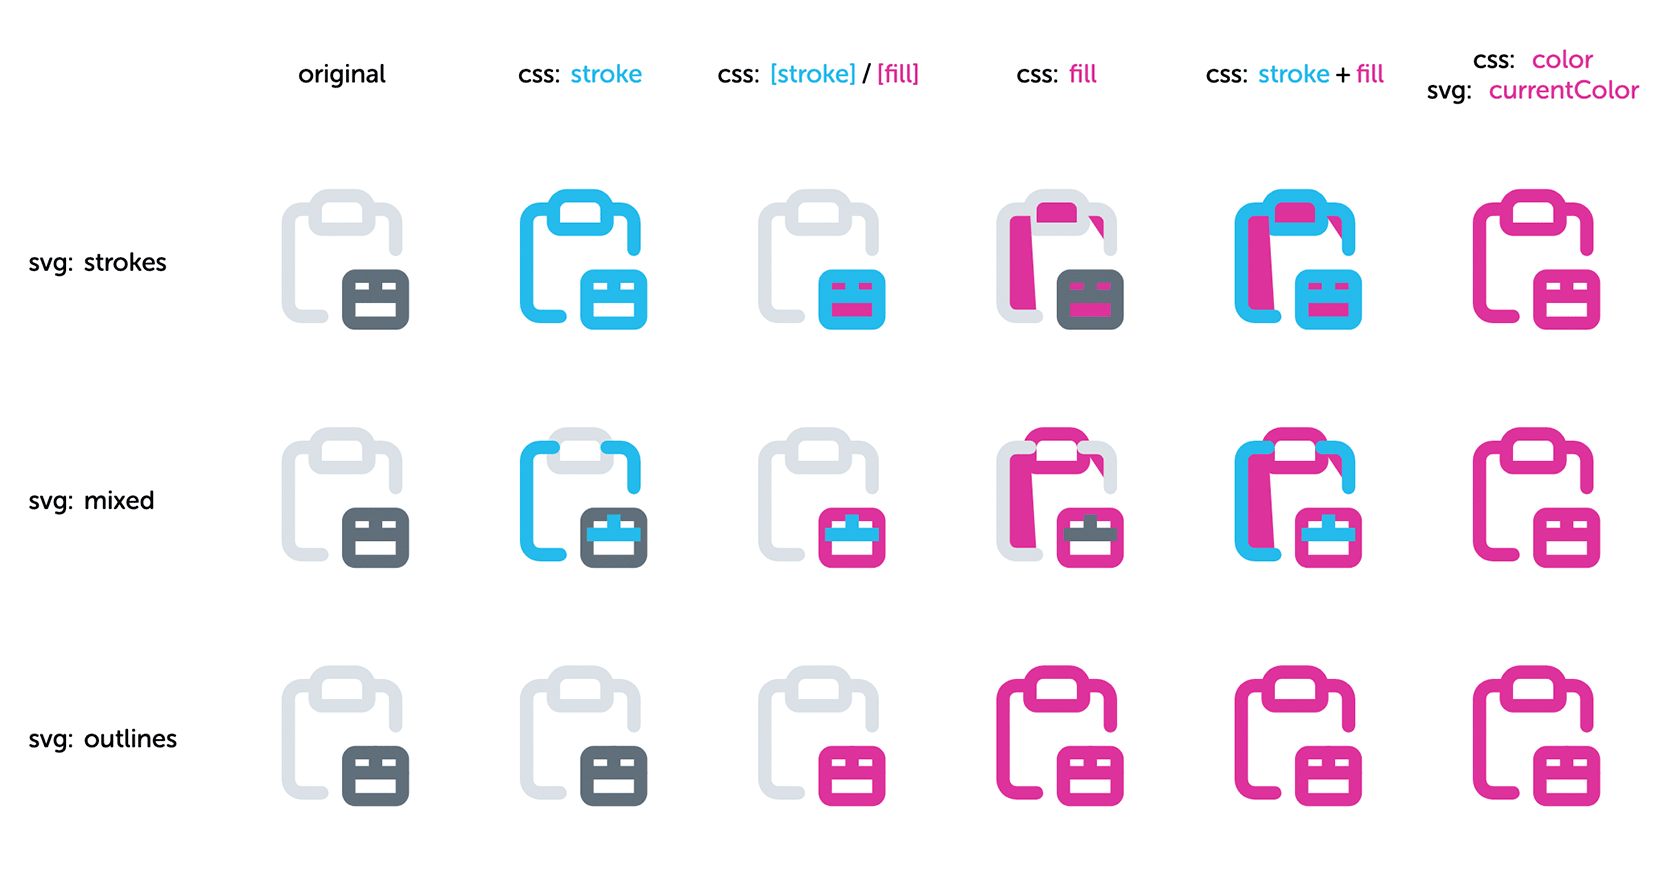 original
css: stroke
css: [stroke] / [fill]
css: fill
css: stroke + fill
css: color
svg: currentColor
svg: strokes
svg: mixed
svg: outlines